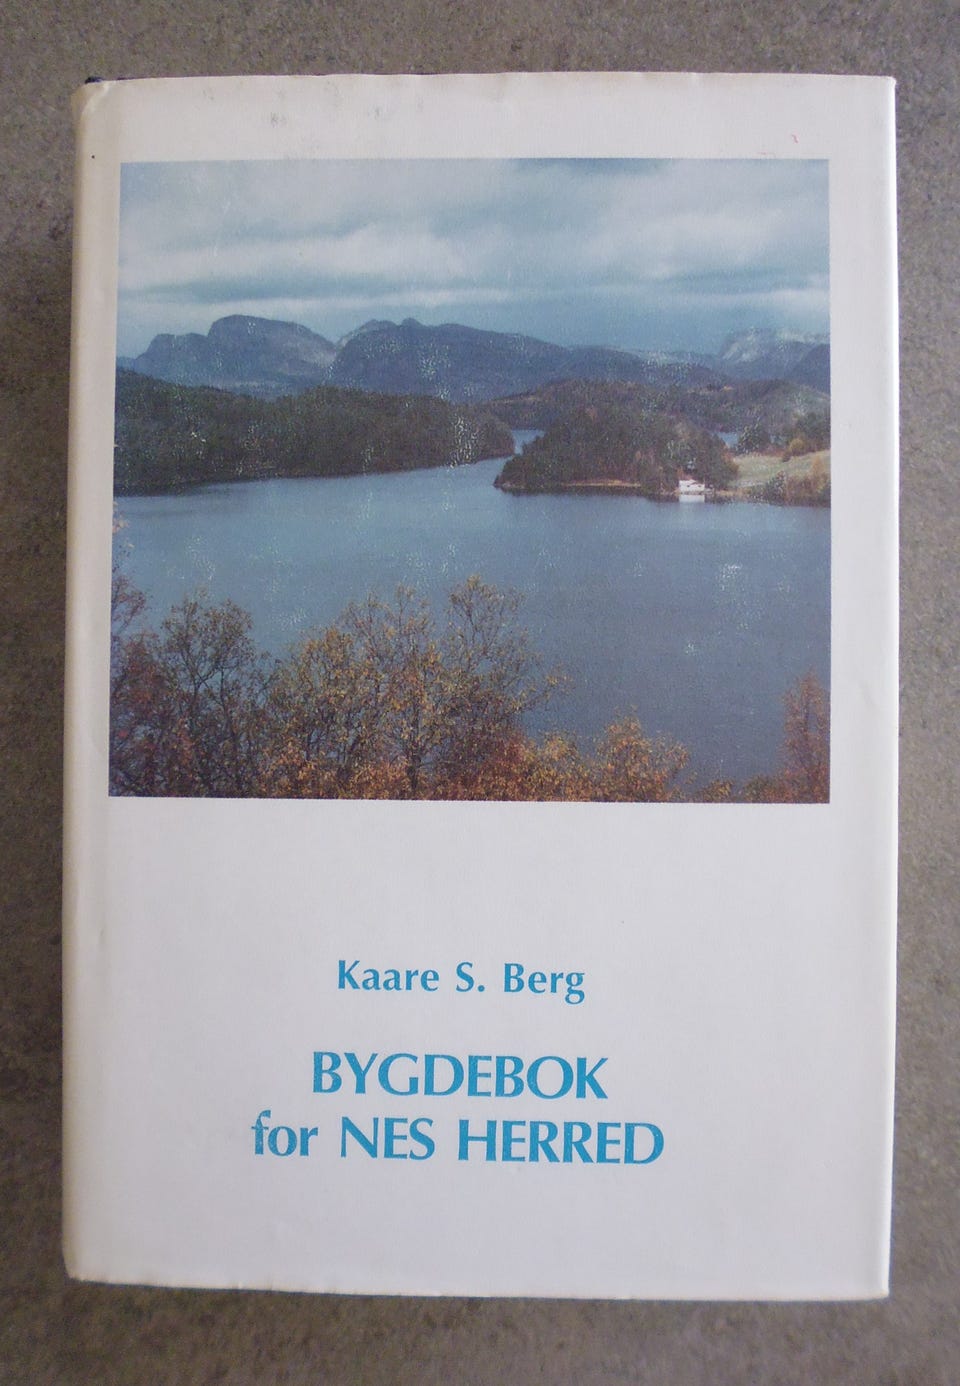 Kaare S. Berg
BYGDEBOK
for NES HERRED